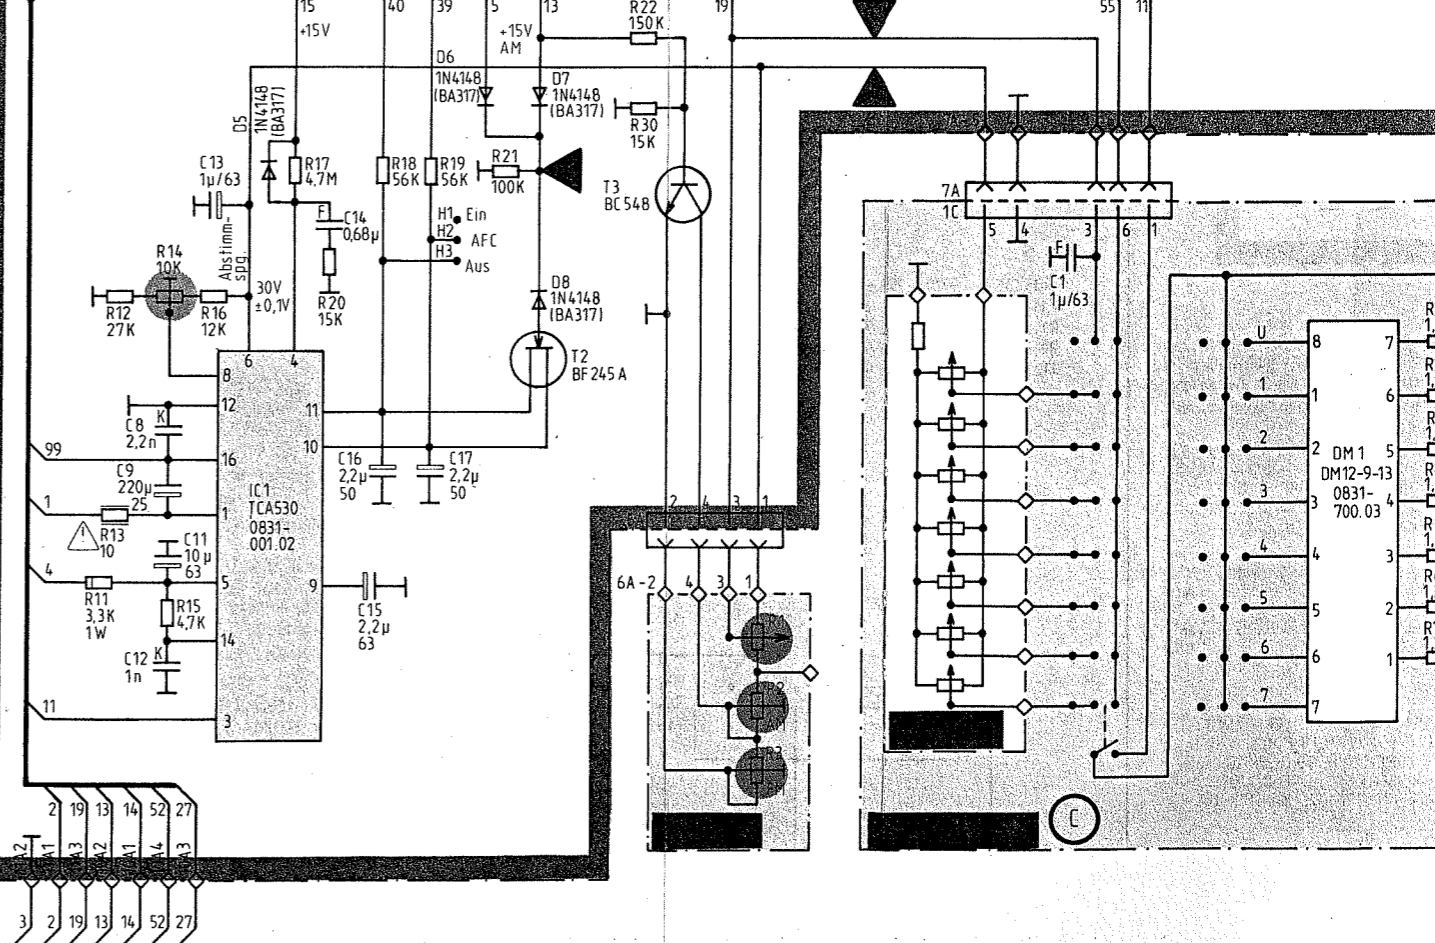 15
+15V
40
39
5
+15V
AM
13
R22
150K
19
55
11
D6
1N4148
(BA317)
D7
1N4148
(BA317)
R30
15K
D5
1N4148
(BA317)
C13
1µ/63
R17
4,7M
R18
56K
R19
56K
R21
100K
T3
BC548
7A
1C
5
4
3
6
1
F
C14
0,68µ
H1
Ein
H2
AFC
H3
Aus
Abstimm-
spg.
R14
10K
30V
±0,1V
R12
27K
R16
12K
R20
15K
D8
1N4148
(BA317)
T2
BF245A
F
C1
1µ/63
6
4
8
12
11
10
16
1
5
9
14
3
IC1
TCA530
0831-
001.02
K
C8
2,2n
99
C9
220µ
25
1
R13
10
C11
10µ
63
4
R11
3,3K
1W
R15
4,7K
K
C12
1n
11
C16
2,2µ
50
C17
2,2µ
50
C15
2,2µ
63
2
4
3
1
6A-2
4
3
1
U
1
2
3
4
5
6
7
8
1
2
3
4
5
6
7
7
6
5
4
3
2
1
DM1
DM12-9-13
0831-
700.03
C
2
19
13
14
52
27
3
2
19
13
14
52
27